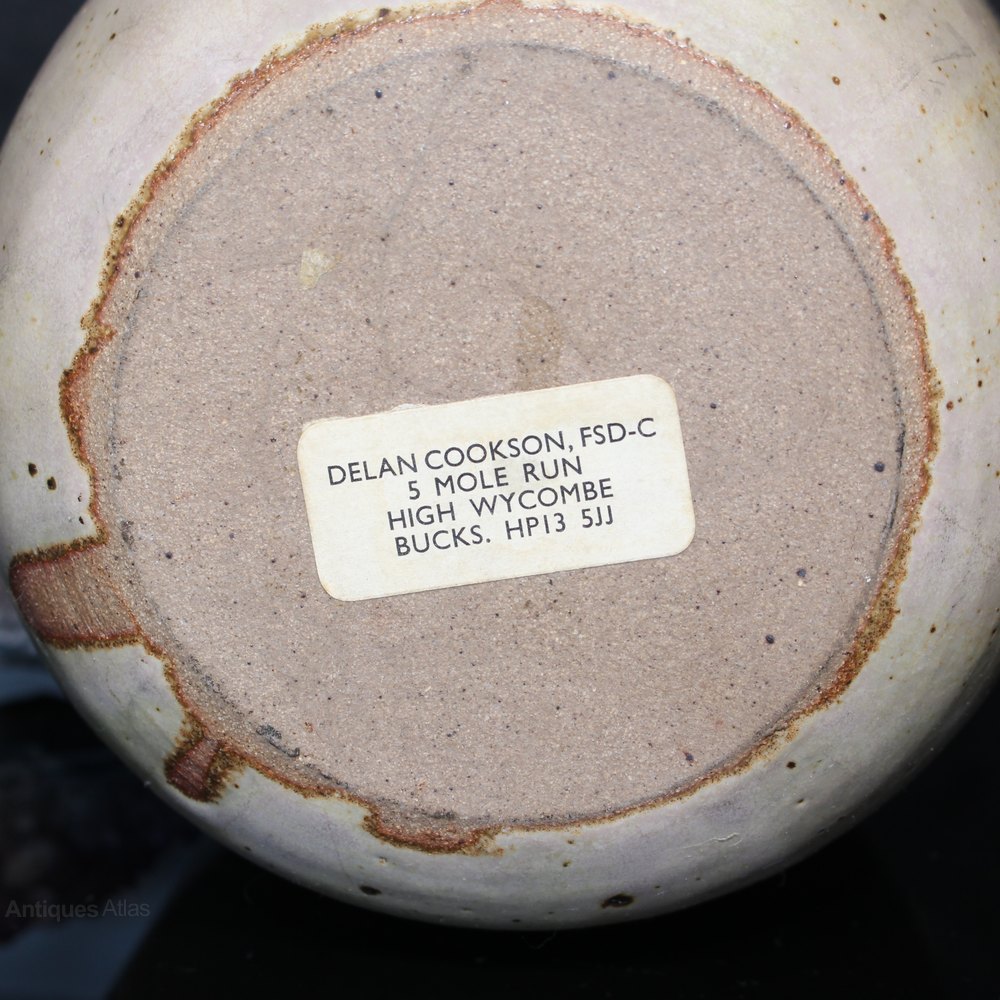 DELAN COOKSON, FSD-C
5 MOLE RUN
HIGH WYCOMBE
BUCKS. HP13 5JJ
Antiques Atlas